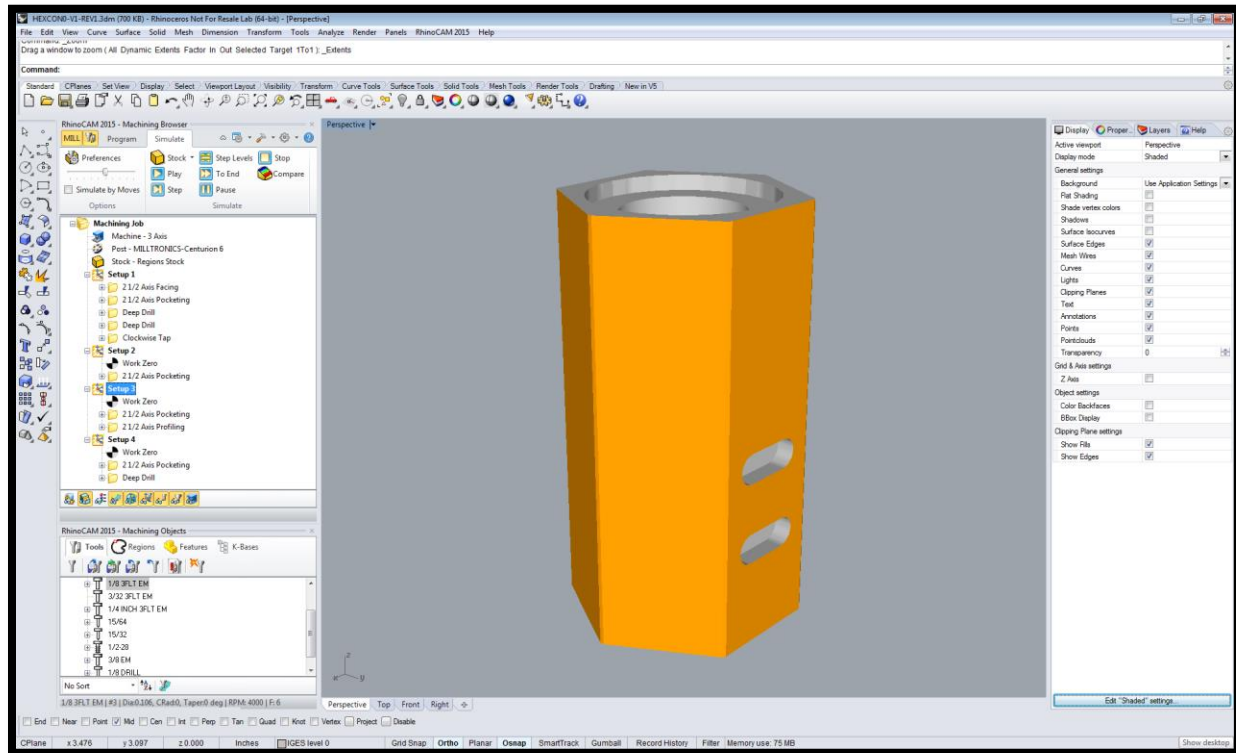 HEXCON0-V1-REV1.3dm (700 KB) - Rhinoceros Not For Resale Lab (64-bit) - [Perspective]
File Edit View Curve Surface Solid Mesh Dimension Transform Tools Analyze Render Panels RhinoCAM 2015 Help
Drag a window to zoom ( All Dynamic Extents Factor In Out Selected Target 1To1 ): _Extents
Command:
Standard CPlanes Set View Display Select Viewport Layout Visibility Transform Curve Tools Surface Tools Solid Tools Mesh Tools Render Tools Drafting New in V5
RhinoCAM 2015 - Machining Browser
MILL Program Simulate
Preferences Stock Step Levels Stop
Play To End Compare
Simulate by Moves Step Pause
Options Simulate
Machining Job
Machine - 3 Axis
Post - MILLTRONICS-Centurion 6
Stock - Regions Stock
Setup 1
2 1/2 Axis Facing
2 1/2 Axis Pocketing
Deep Drill
Deep Drill
Clockwise Tap
Setup 2
Work Zero
2 1/2 Axis Pocketing
Setup 3
Work Zero
2 1/2 Axis Pocketing
2 1/2 Axis Profiling
Setup 4
Work Zero
2 1/2 Axis Pocketing
Deep Drill
RhinoCAM 2015 - Machining Objects
Tools Regions Features K-Bases
1/8 3FLT EM
3/32 3FLT EM
1/4 INCH 3FLT EM
15/64
15/32
1/2-28
3/8 EM
1/8 DRILL
No Sort
1/8 3FLT EM | #3 | Dia:0.106, CRad:0, Taper:0 deg | RPM: 4000 | F: 6
Perspective
z
x y
Perspective Top Front Right
Display Proper... Layers Help
Active viewport Perspective
Display mode Shaded
General settings
Background Use Application Settings
Flat Shading
Shade vertex colors
Shadows
Surface Isocurves
Surface Edges
Mesh Wires
Curves
Lights
Clipping Planes
Text
Annotations
Points
Pointclouds
Transparency 0
Grid & Axis settings
Z Axis
Object settings
Color Backfaces
BBox Display
Clipping Plane settings
Show Fills
Show Edges
Edit "Shaded" settings...
End Near Point Mid Cen Int Perp Tan Quad Knot Vertex Project Disable
CPlane x 3.476 y 3.097 z 0.000 Inches IGES level 0 Grid Snap Ortho Planar Osnap SmartTrack Gumball Record History Filter Memory use: 75 MB Show desktop